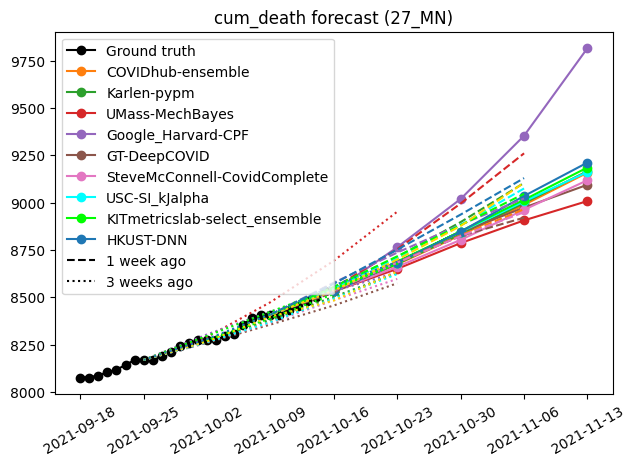 cum_death forecast (27_MN)
9750
9500
9250
9000
8750
8500
8250
8000
Ground truth
COVIDhub-ensemble
Karlen-pypm
UMass-MechBayes
Google_Harvard-CPF
GT-DeepCOVID
SteveMcConnell-CovidComplete
USC-SI_kJalpha
KITmetricslab-select_ensemble
HKUST-DNN
1 week ago
3 weeks ago
2021-09-18
2021-09-25
2021-10-02
2021-10-09
2021-10-16
2021-10-23
2021-10-30
2021-11-06
2021-11-13